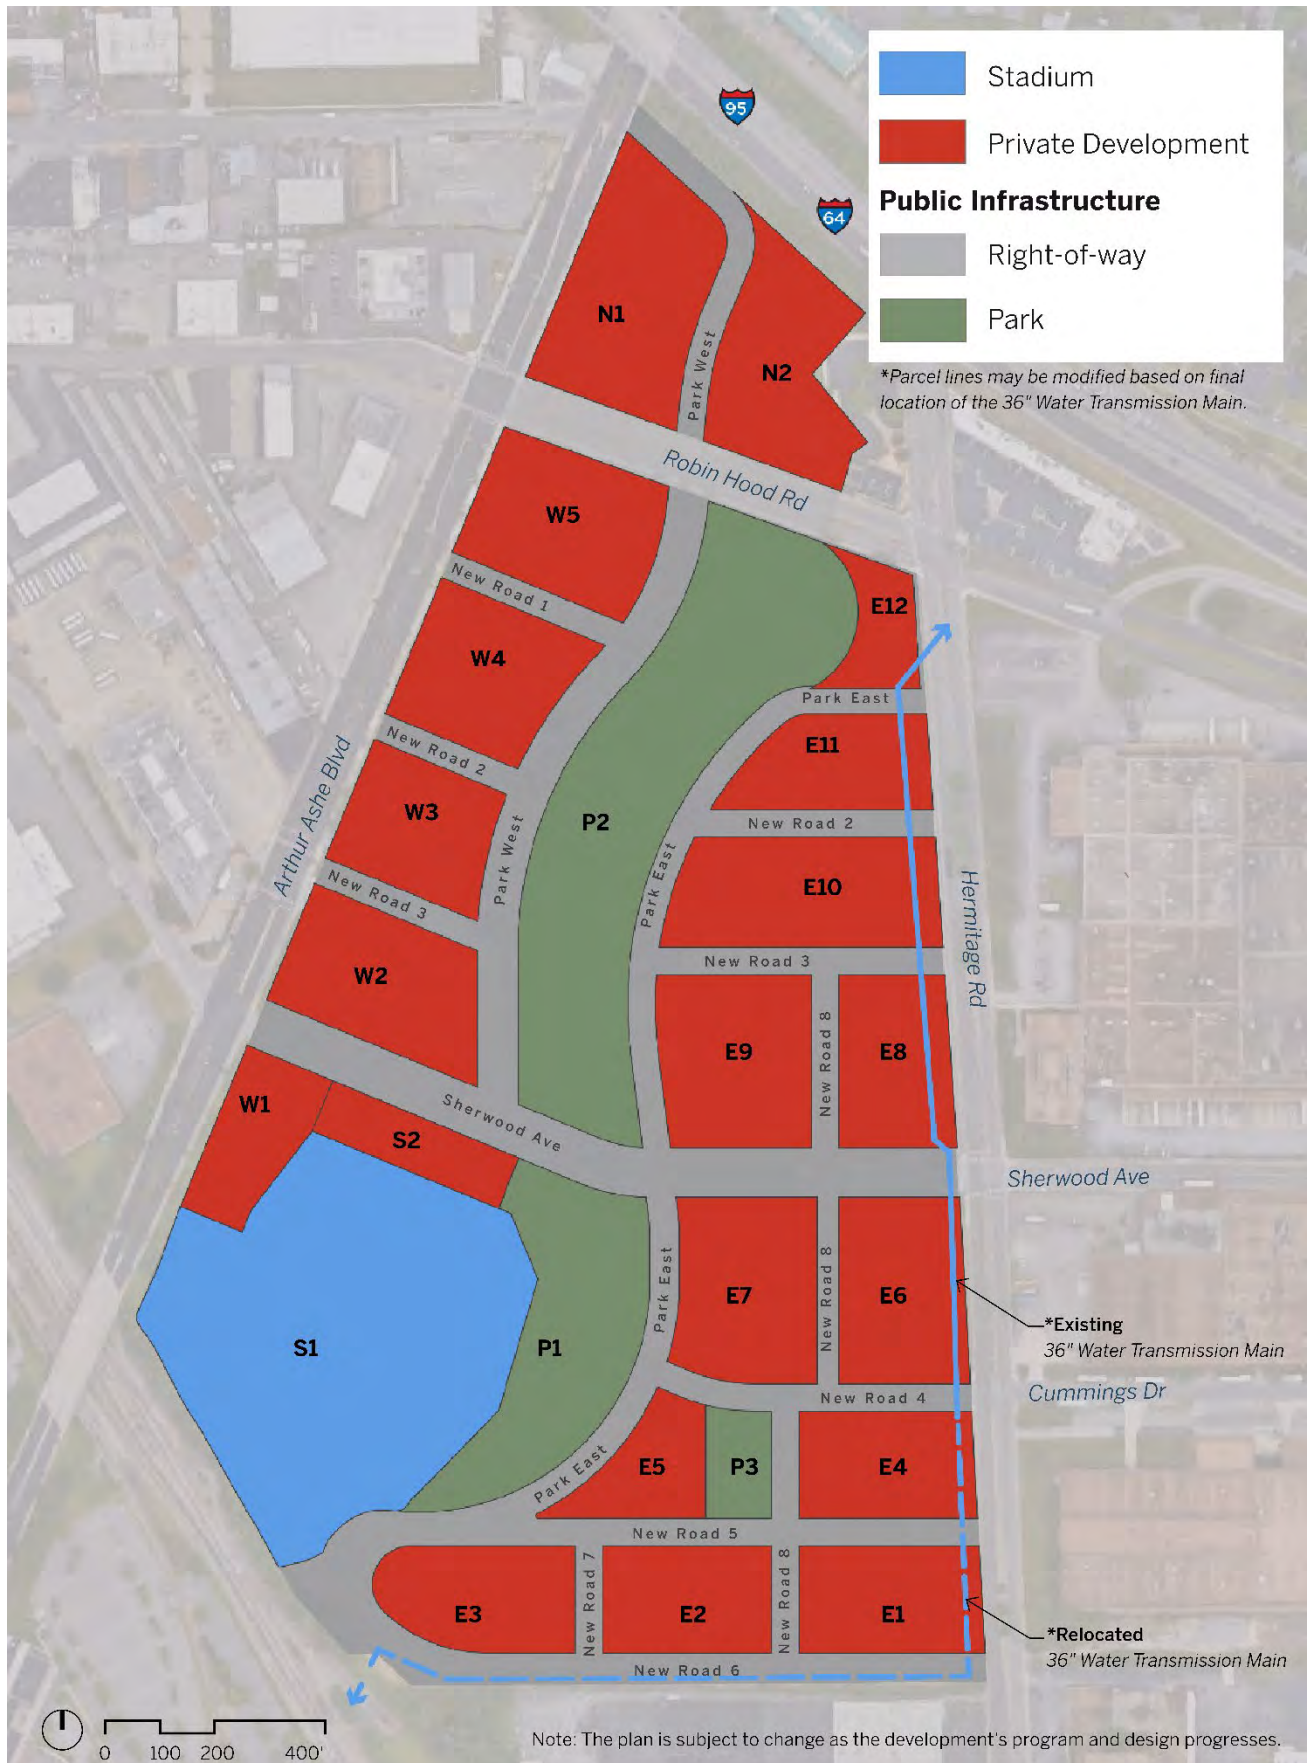 Stadium
Private Development
Public Infrastructure
Right-of-way
Park
*Parcel lines may be modified based on final
location of the 36" Water Transmission Main.
95
64
N1
N2
Park West
Robin Hood Rd
W5
New Road 1
E12
W4
Park East
New Road 2
E11
W3
P2
New Road 2
Park West
Park East
Arthur Ashe Blvd
New Road 3
E10
Hermitage Rd
W2
New Road 3
E9
New Road 8
E8
W1
Sherwood Ave
S2
Sherwood Ave
Park East
E7
New Road 8
E6
*Existing
36" Water Transmission Main
S1
P1
Cummings Dr
New Road 4
Park East
E5
P3
E4
New Road 5
New Road 7
New Road 8
E3
E2
E1
*Relocated
36" Water Transmission Main
New Road 6
0 100 200 400'
Note: The plan is subject to change as the development's program and design progresses.